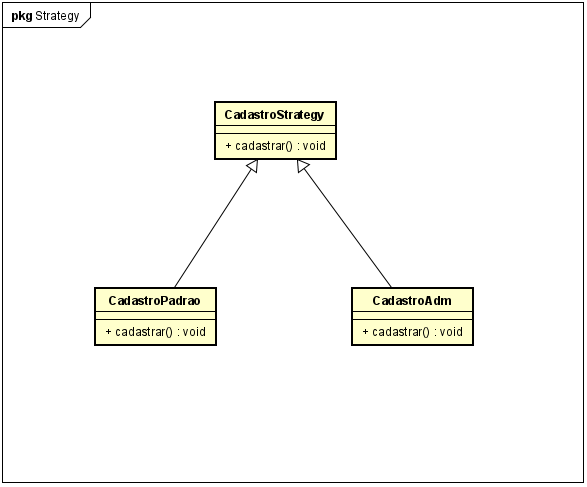 pkg Strategy
CadastroStrategy
+ cadastrar() : void
CadastroPadrao
+ cadastrar() : void
CadastroAdm
+ cadastrar() : void